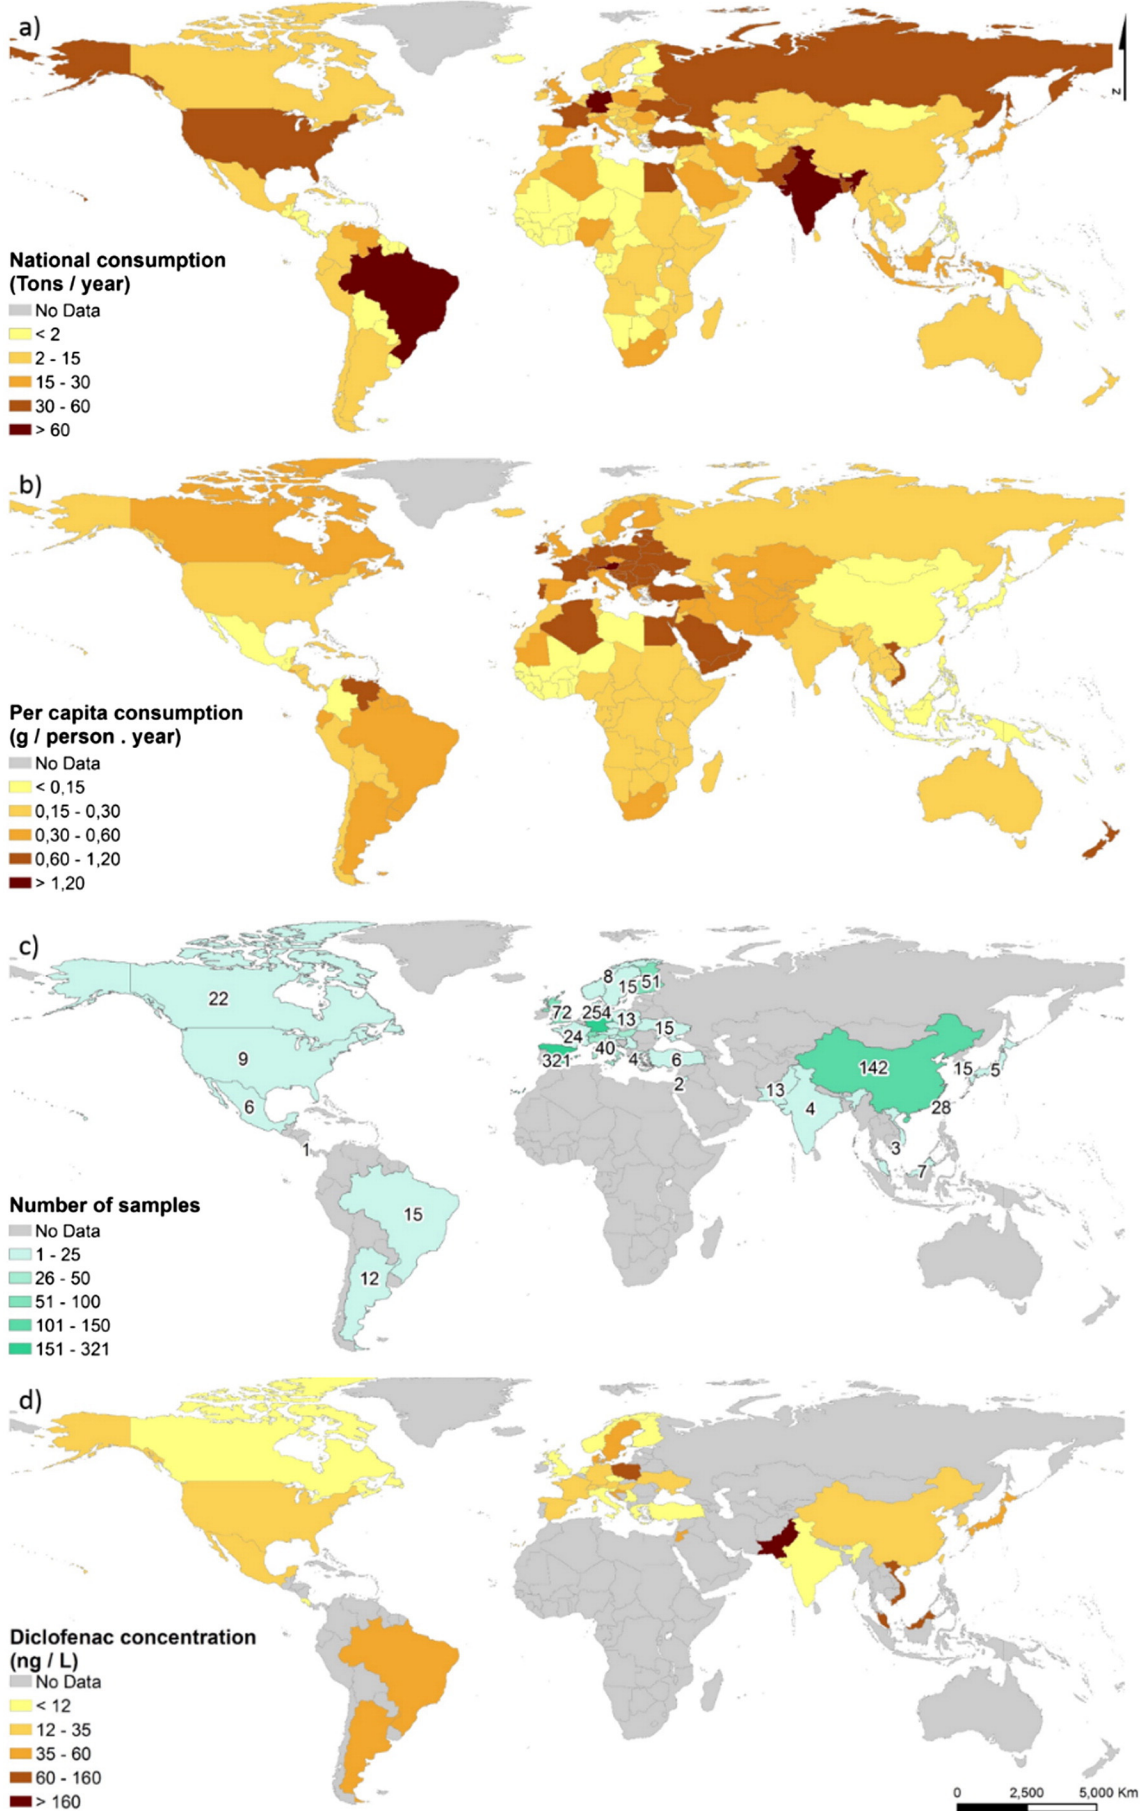 a)
N
National consumption
(Tons / year)
No Data
< 2
2 - 15
15 - 30
30 - 60
> 60
b)
Per capita consumption
(g / person . year)
No Data
< 0,15
0,15 - 0,30
0,30 - 0,60
0,60 - 1,20
> 1,20
c)
22
9
6
1
15
12
8
15
51
72
254
13
15
24
40
321
4
6
2
142
15
5
13
4
28
3
7
Number of samples
No Data
1 - 25
26 - 50
51 - 100
101 - 150
151 - 321
d)
Diclofenac concentration
(ng / L)
No Data
< 12
12 - 35
35 - 60
60 - 160
> 160
0 2,500 5,000 Km